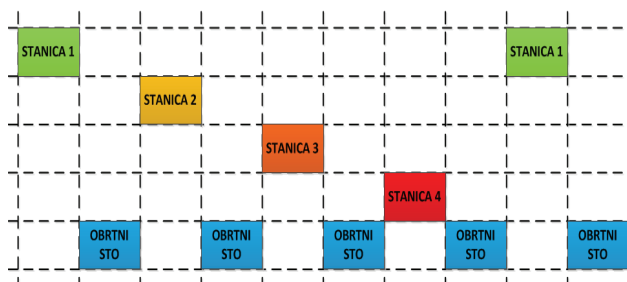 STANICA 1
STANICA 1
STANICA 2
STANICA 3
STANICA 4
OBRTNI
STO
OBRTNI
STO
OBRTNI
STO
OBRTNI
STO
OBRTNI
STO